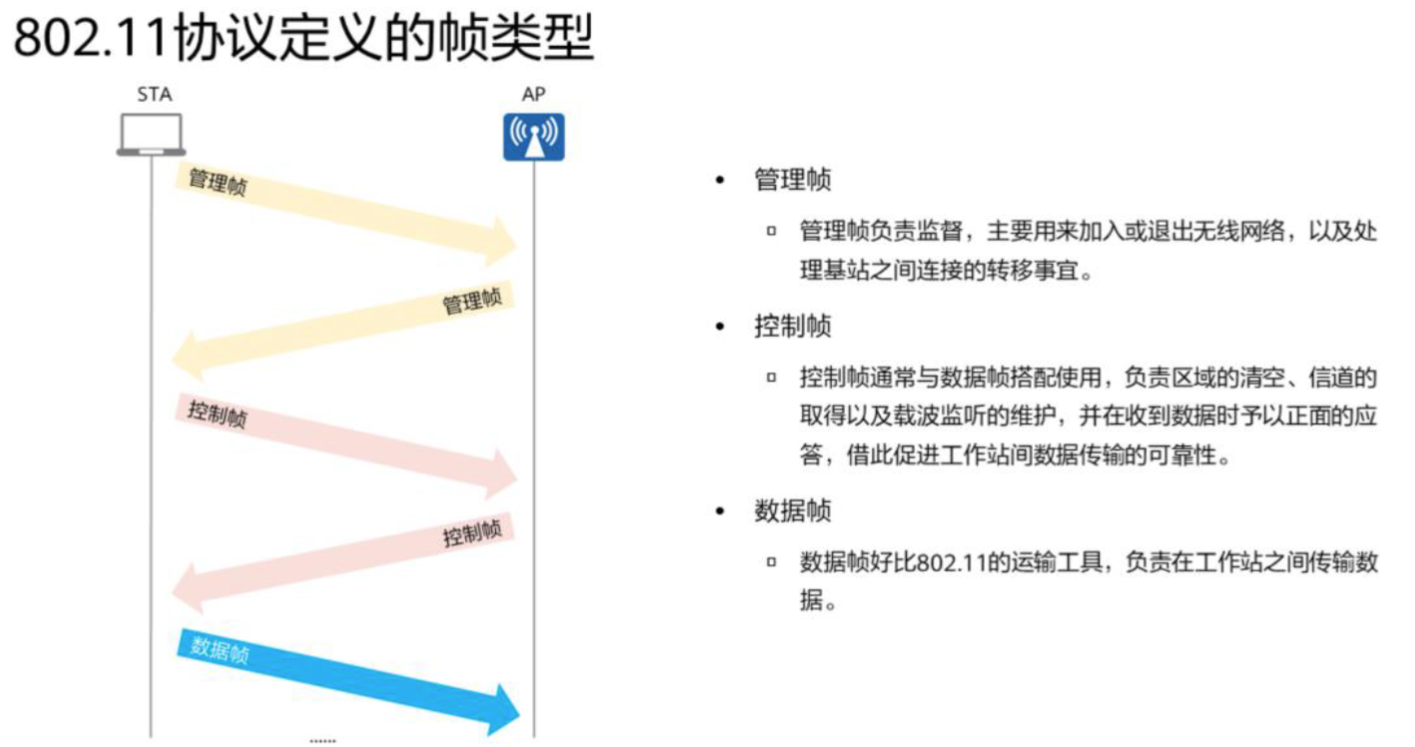 802.11协议定义的帧类型
STA
AP
管理帧
管理帧
控制帧
控制帧
数据帧
......
• 管理帧
▫ 管理帧负责监督，主要用来加入或退出无线网络，以及处
理基站之间连接的转移事宜。
• 控制帧
▫ 控制帧通常与数据帧搭配使用，负责区域的清空、信道的
取得以及载波监听的维护，并在收到数据时予以正面的应
答，借此促进工作站间数据传输的可靠性。
• 数据帧
▫ 数据帧好比802.11的运输工具，负责在工作站之间传输数
据。